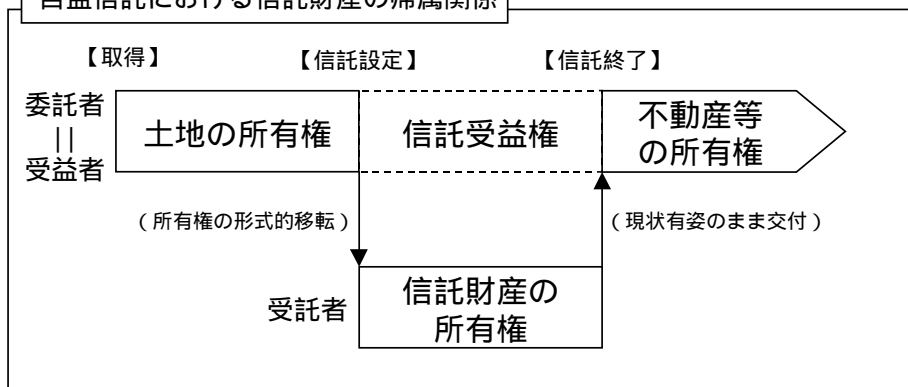 自益信託における信託財産の帰属関係
【取得】
【信託設定】
【信託終了】
委託者
||
受益者
土地の所有権
信託受益権
不動産等
の所有権
（所有権の形式的移転）
（現状有姿のまま交付）
受託者
信託財産の
所有権